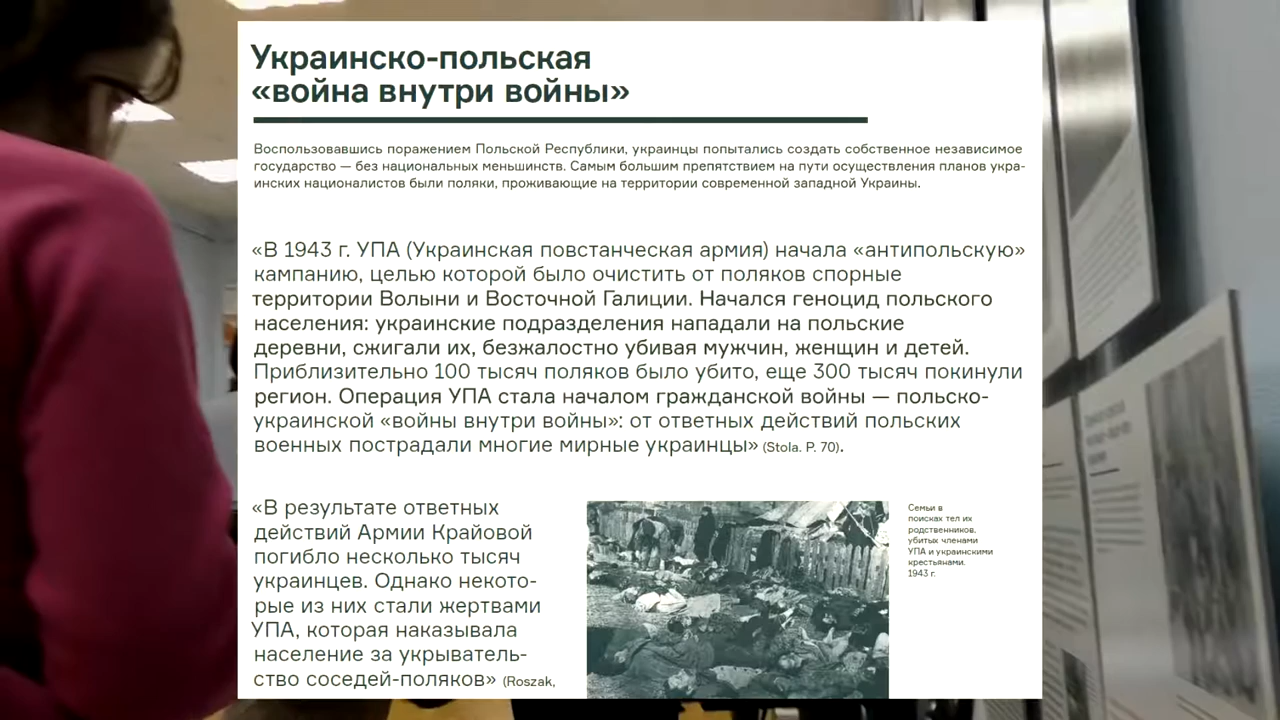 Украинско-польская
«война внутри войны»
Воспользовавшись поражением Польской Республики, украинцы попытались создать собственное независимое
государство — без национальных меньшинств. Самым большим препятствием на пути осуществления планов укра-
инских националистов были поляки, проживающие на территории современной западной Украины.
«В 1943 г. УПА (Украинская повстанческая армия) начала «антипольскую»
кампанию, целью которой было очистить от поляков спорные
территории Волыни и Восточной Галиции. Начался геноцид польского
населения: украинские подразделения нападали на польские
деревни, сжигали их, безжалостно убивая мужчин, женщин и детей.
Приблизительно 100 тысяч поляков было убито, еще 300 тысяч покинули
регион. Операция УПА стала началом гражданской войны — польско-
украинской «войны внутри войны»: от ответных действий польских
военных пострадали многие мирные украинцы» (Stola. P. 70).
«В результате ответных
действий Армии Крайовой
погибло несколько тысяч
украинцев. Однако некото-
рые из них стали жертвами
УПА, которая наказывала
население за укрыватель-
ство соседей-поляков» (Roszak,
Семьи в
поисках тел их
родственников,
убитых членами
УПА и украинскими
крестьянами.
1943 г.